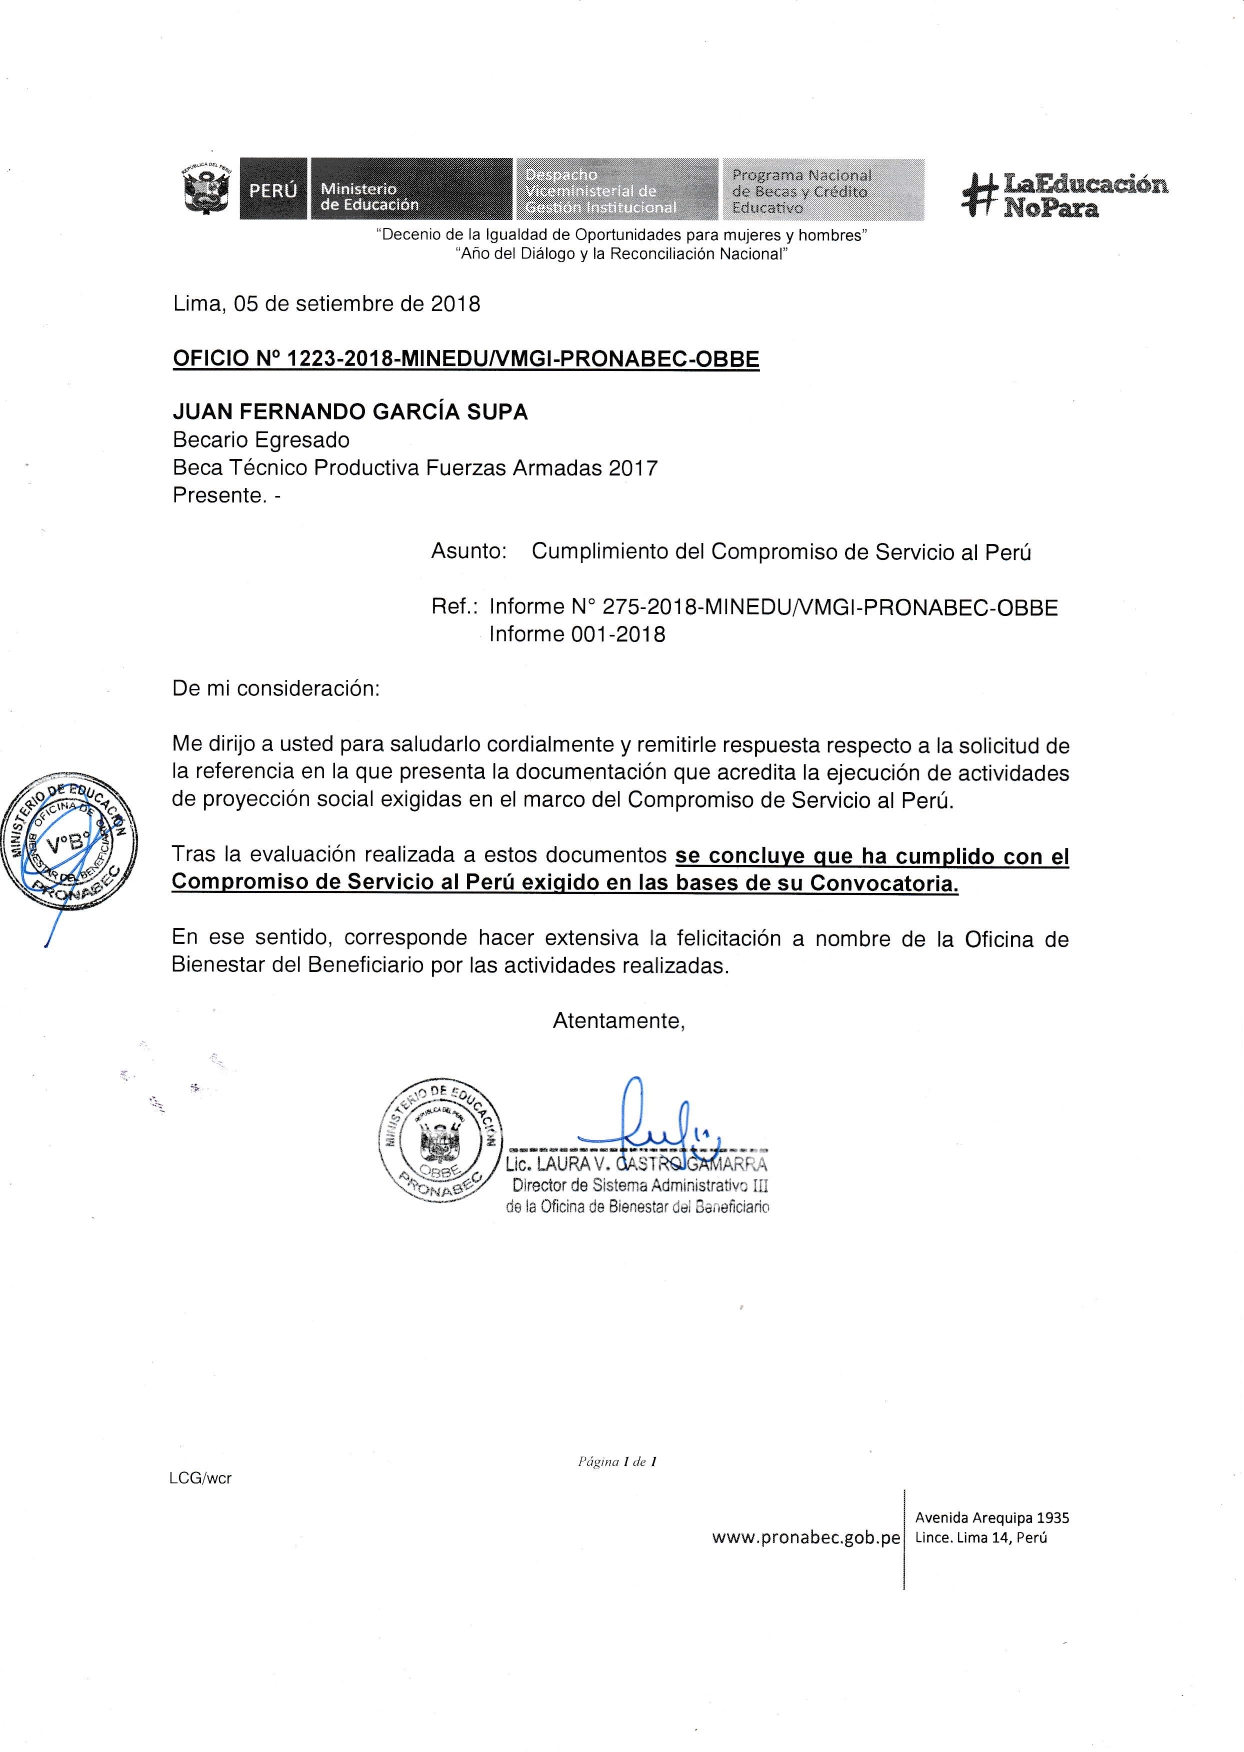 REPÚBLICA DEL PERÚ
PERÚ
Ministerio
de Educación
Despacho
Viceministerial de
Gestión Institucional
Programa Nacional
de Becas y Crédito
Educativo
#LaEducación
NoPara
“Decenio de la Igualdad de Oportunidades para mujeres y hombres”
“Año del Diálogo y la Reconciliación Nacional”
Lima, 05 de setiembre de 2018
OFICIO Nº 1223-2018-MINEDU/VMGI-PRONABEC-OBBE
JUAN FERNANDO GARCÍA SUPA
Becario Egresado
Beca Técnico Productiva Fuerzas Armadas 2017
Presente. -
Asunto: Cumplimiento del Compromiso de Servicio al Perú
Ref.: Informe N° 275-2018-MINEDU/VMGI-PRONABEC-OBBE
Informe 001-2018
De mi consideración:
Me dirijo a usted para saludarlo cordialmente y remitirle respuesta respecto a la solicitud de
la referencia en la que presenta la documentación que acredita la ejecución de actividades
de proyección social exigidas en el marco del Compromiso de Servicio al Perú.
MINISTERIO DE EDUCACIÓN
OFICINA DE
BIENESTAR DEL BENEFICIARIO
V°B°
PRONABEC
Tras la evaluación realizada a estos documentos se concluye que ha cumplido con el
Compromiso de Servicio al Perú exigido en las bases de su Convocatoria.
En ese sentido, corresponde hacer extensiva la felicitación a nombre de la Oficina de
Bienestar del Beneficiario por las actividades realizadas.
Atentamente,
MINISTERIO DE EDUCACIÓN
REPÚBLICA DEL PERÚ
OBBE
PRONABEC
Lic. LAURA V. CASTRO GAMARRA
Director de Sistema Administrativo III
de la Oficina de Bienestar del Beneficiario
Página 1 de 1
LCG/wcr
www.pronabec.gob.pe
Avenida Arequipa 1935
Lince. Lima 14, Perú